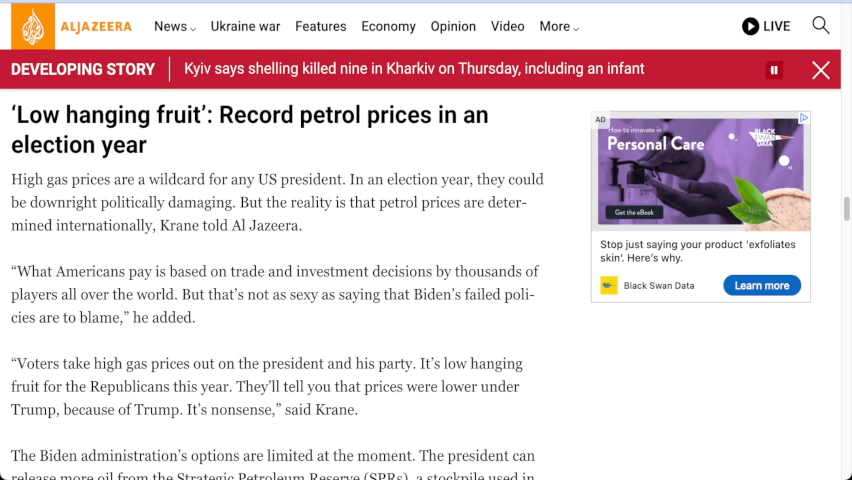 ALJAZEERA News Ukraine war Features Economy Opinion Video More LIVE
DEVELOPING STORY Kyiv says shelling killed nine in Kharkiv on Thursday, including an infant
‘Low hanging fruit’: Record petrol prices in an
election year
High gas prices are a wildcard for any US president. In an election year, they could
be downright politically damaging. But the reality is that petrol prices are deter-
mined internationally, Krane told Al Jazeera.
“What Americans pay is based on trade and investment decisions by thousands of
players all over the world. But that’s not as sexy as saying that Biden’s failed poli-
cies are to blame,” he added.
“Voters take high gas prices out on the president and his party. It’s low hanging
fruit for the Republicans this year. They’ll tell you that prices were lower under
Trump, because of Trump. It’s nonsense,” said Krane.
The Biden administration’s options are limited at the moment. The president can
release more oil from the Strategic Petroleum Reserve (SPRs), a stockpile used in
AD
How to innovate in
Personal Care
BLACK
SWAN
DATA
Get the eBook
Stop just saying your product 'exfoliates
skin'. Here's why.
Black Swan Data
Learn more